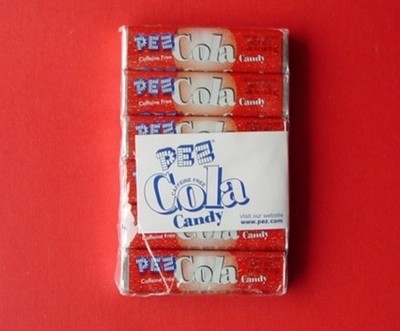 PEZ Cola Candy
Caffeine Free
PEZ Cola Candy
Caffeine Free
PEZ
PEZ
CAFFEINE FREE
Cola
Candy
Visit our website
www.pez.com
PEZ Cola Candy
Caffeine Free